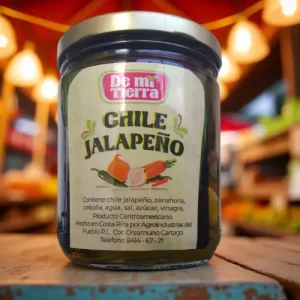 De mi
Tierra
CHILE
JALAPEÑO
Contiene chile jalapeño, zanahoria,
cebolla, agua, sal, azúcar, vinagre.
Producto Centroamericano
Hecho en Costa Rica por Agroindustrias del
Pueblo R.L. Cot. Oreamuno Cartago.
Teléfono: 8414 - 67 - 21